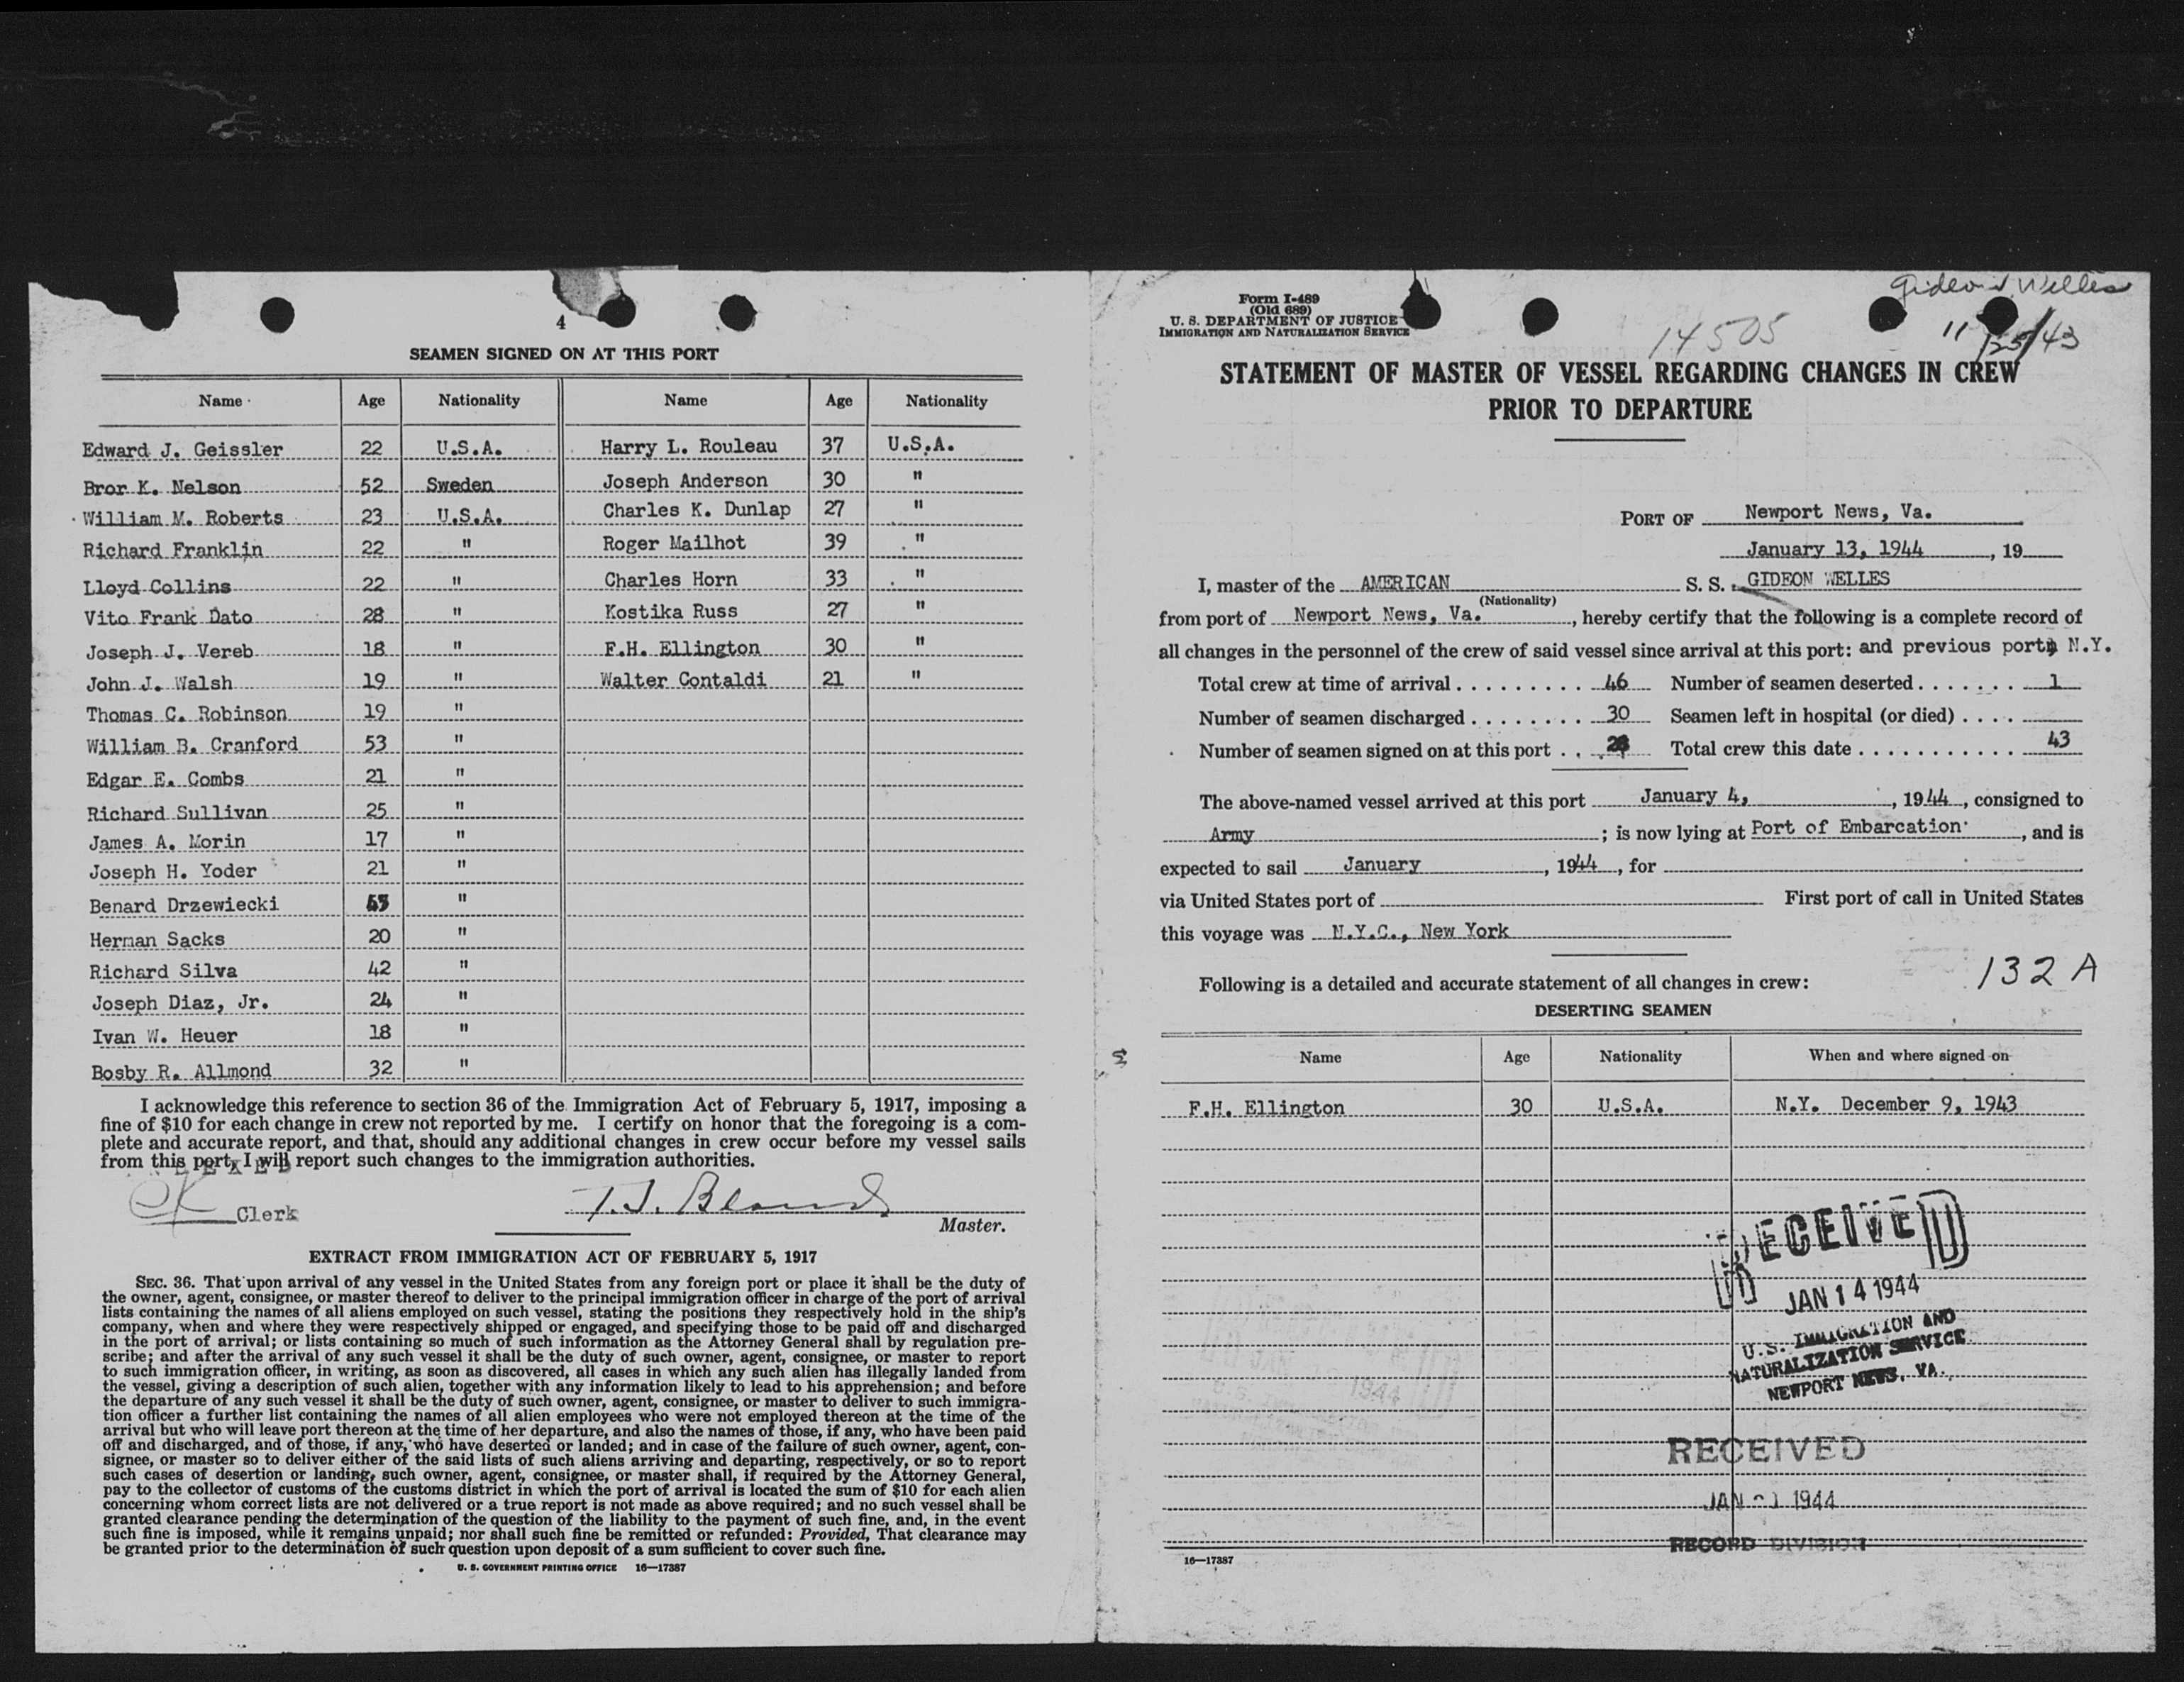 4
SEAMEN SIGNED ON AT THIS PORT
Name Age Nationality Name Age Nationality
Edward J. Geissler 22 U.S.A. Harry L. Rouleau 37 U.S.A.
Bror K. Nelson 52 Sweden Joseph Anderson 30 "
William M. Roberts 23 U.S.A. Charles K. Dunlap 27 "
Richard Franklin 22 " Roger Mailhot 39 "
Lloyd Collins 22 " Charles Horn 33 "
Vito Frank Dato 28 " Kostika Russ 27 "
Joseph J. Vereb 18 " F.H. Ellington 30 "
John J. Walsh 19 " Walter Contaldi 21 "
Thomas C. Robinson 19 "
William B. Cranford 53 "
Edgar E. Combs 21 "
Richard Sullivan 25 "
James A. Morin 17 "
Joseph H. Yoder 21 "
Benard Drzewiecki "
Herman Sacks 20 "
Richard Silva 42 "
Joseph Diaz, Jr. 24 "
Ivan W. Heuer 18 "
Bosby R. Allmond 32 "
I acknowledge this reference to section 36 of the Immigration Act of February 5, 1917, imposing a
fine of $10 for each change in crew not reported by me. I certify on honor that the foregoing is a com-
plete and accurate report, and that, should any additional changes in crew occur before my vessel sails
from this port, I will report such changes to the immigration authorities.
Clerk
T. J. Bland
Master.
EXTRACT FROM IMMIGRATION ACT OF FEBRUARY 5, 1917
SEC. 36. That upon arrival of any vessel in the United States from any foreign port or place it shall be the duty of
the owner, agent, consignee, or master thereof to deliver to the principal immigration officer in charge of the port of arrival
lists containing the names of all aliens employed on such vessel, stating the positions they respectively hold in the ship's
company, when and where they were respectively shipped or engaged, and specifying those to be paid off and discharged
in the port of arrival; or lists containing so much of such information as the Attorney General shall by regulation pre-
scribe; and after the arrival of any such vessel it shall be the duty of such owner, agent, consignee, or master to report
to such immigration officer, in writing, as soon as discovered, all cases in which any such alien has illegally landed from
the vessel, giving a description of such alien, together with any information likely to lead to his apprehension; and before
the departure of any such vessel it shall be the duty of such owner, agent, consignee, or master to deliver to such immigra-
tion officer a further list containing the names of all alien employees who were not employed thereon at the time of the
arrival but who will leave port thereon at the time of her departure, and also the names of those, if any, who have been paid
off and discharged, and of those, if any, who have deserted or landed; and in case of the failure of such owner, agent, con-
signee, or master so to deliver either of the said lists of such aliens arriving and departing, respectively, or so to report
such cases of desertion or landing, such owner, agent, consignee, or master shall, if required by the Attorney General,
pay to the collector of customs of the customs district in which the port of arrival is located the sum of $10 for each alien
concerning whom correct lists are not delivered or a true report is not made as above required; and no such vessel shall be
granted clearance pending the determination of the question of the liability to the payment of such fine, and, in the event
such fine is imposed, while it remains unpaid; nor shall such fine be remitted or refunded: Provided, That clearance may
be granted prior to the determination of such question upon deposit of a sum sufficient to cover such fine.
U. S. GOVERNMENT PRINTING OFFICE 16—17387
Form I-489
(Old 689)
U. S. DEPARTMENT OF JUSTICE
IMMIGRATION AND NATURALIZATION SERVICE
Gideon Welles
14505
11/25/43
STATEMENT OF MASTER OF VESSEL REGARDING CHANGES IN CREW
PRIOR TO DEPARTURE
PORT OF Newport News, Va.
January 13, 1944, 19
I, master of the AMERICAN S. S. GIDEON WELLES
(Nationality)
from port of Newport News, Va., hereby certify that the following is a complete record of
all changes in the personnel of the crew of said vessel since arrival at this port: and previous port N.Y.
Total crew at time of arrival . . . . . . . . . . 46 Number of seamen deserted . . . . . . . 1
Number of seamen discharged . . . . . . . . 30 Seamen left in hospital (or died) . . . .
Number of seamen signed on at this port . . 28 Total crew this date . . . . . . . . . . . 43
The above-named vessel arrived at this port January 4, , 1944, consigned to
Army ; is now lying at Port of Embarcation , and is
expected to sail January , 1944, for
via United States port of First port of call in United States
this voyage was N.Y.C., New York
132 A
Following is a detailed and accurate statement of all changes in crew:
DESERTING SEAMEN
Name Age Nationality When and where signed on
F.H. Ellington 30 U.S.A. N.Y. December 9, 1943
RECEIVED
JAN 14 1944
U.S. IMMIGRATION AND
NATURALIZATION SERVICE
NEWPORT NEWS, VA.
RECEIVED
JAN 21 1944
RECORD DIVISION
16—17387